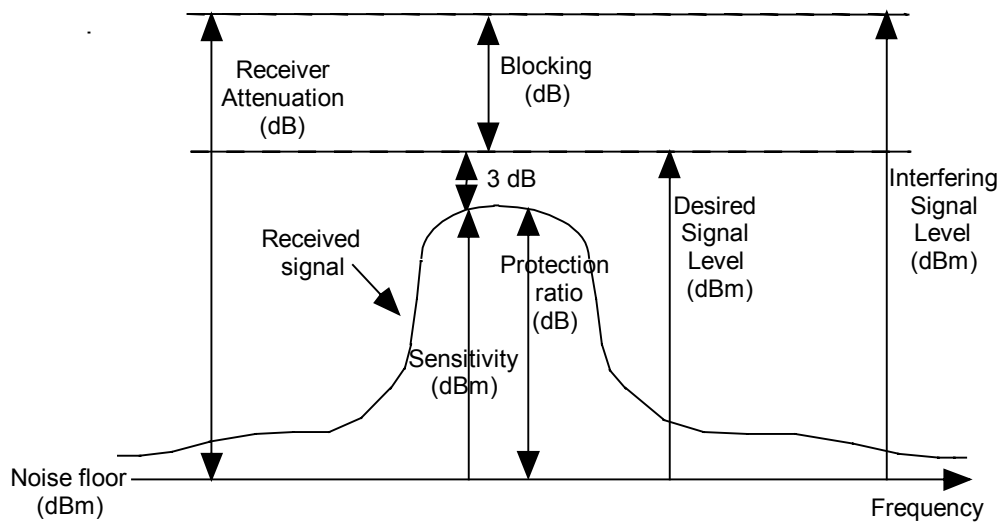 Receiver
Attenuation
(dB)
Blocking
(dB)
3 dB
Received
signal
Protection
ratio
(dB)
Sensitivity
(dBm)
Desired
Signal
Level
(dBm)
Interfering
Signal
Level
(dBm)
Noise floor
(dBm)
Frequency